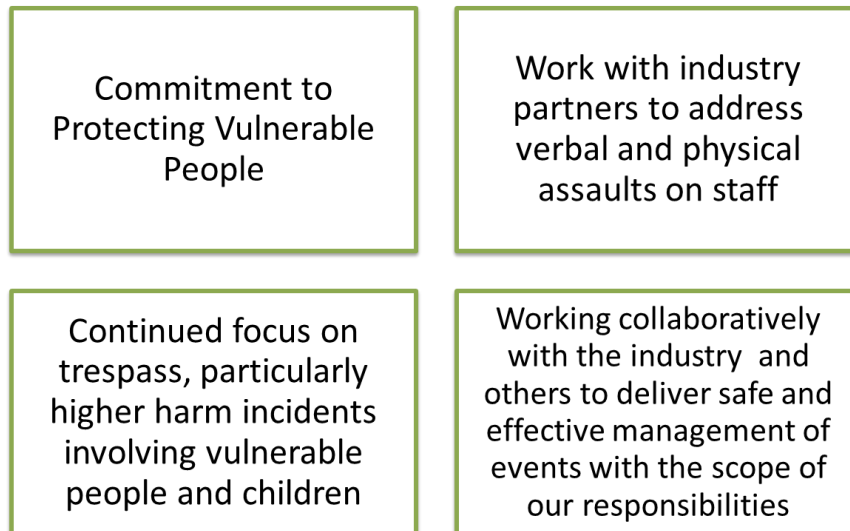 Commitment to
Protecting Vulnerable
People
Work with industry
partners to address
verbal and physical
assaults on staff
Continued focus on
trespass, particularly
higher harm incidents
involving vulnerable
people and children
Working collaboratively
with the industry  and
others to deliver safe and
effective management of
events with the scope of
our responsibilities